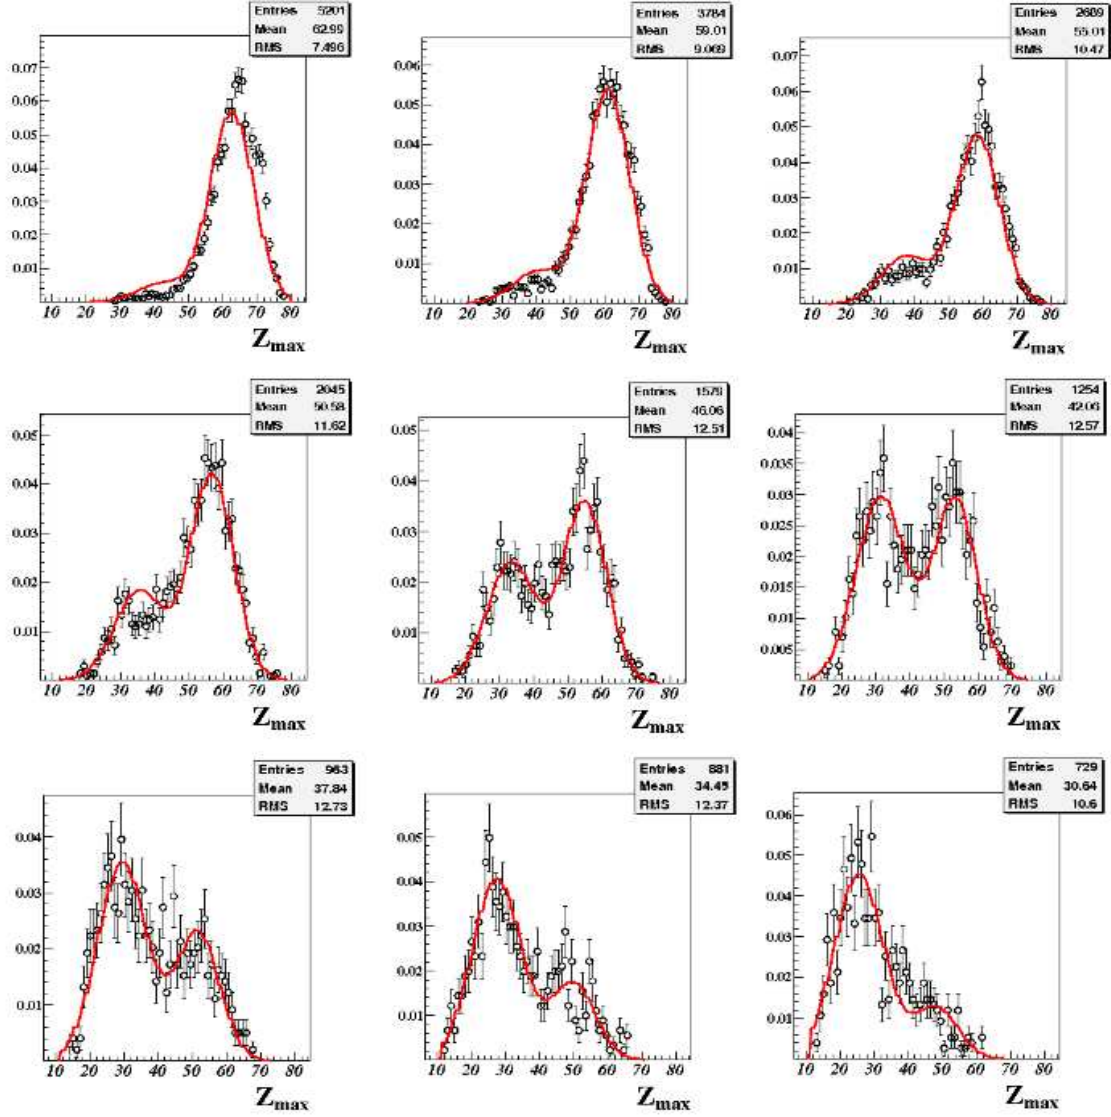 Entries 5201
Mean 62.99
RMS 7.496
0.07
0.06
0.05
0.04
0.03
0.02
0.01
10 20 30 40 50 60 70 80
Zmax
Entries 3784
Mean 59.01
RMS 9.069
0.06
0.05
0.04
0.03
0.02
0.01
10 20 30 40 50 60 70 80
Zmax
Entries 2689
Mean 55.01
RMS 10.47
0.07
0.06
0.05
0.04
0.03
0.02
0.01
10 20 30 40 50 60 70 80
Zmax
Entries 2045
Mean 50.58
RMS 11.62
0.05
0.04
0.03
0.02
0.01
10 20 30 40 50 60 70 80
Zmax
Entries 1579
Mean 46.06
RMS 12.51
0.05
0.04
0.03
0.02
0.01
10 20 30 40 50 60 70 80
Zmax
Entries 1254
Mean 42.06
RMS 12.57
0.04
0.035
0.03
0.025
0.02
0.015
0.01
0.005
10 20 30 40 50 60 70 80
Zmax
Entries 963
Mean 37.84
RMS 12.73
0.04
0.03
0.02
0.01
10 20 30 40 50 60 70 80
Zmax
Entries 881
Mean 34.45
RMS 12.37
0.05
0.04
0.03
0.02
0.01
10 20 30 40 50 60 70 80
Zmax
Entries 729
Mean 30.64
RMS 10.6
0.06
0.05
0.04
0.03
0.02
0.01
10 20 30 40 50 60 70 80
Zmax